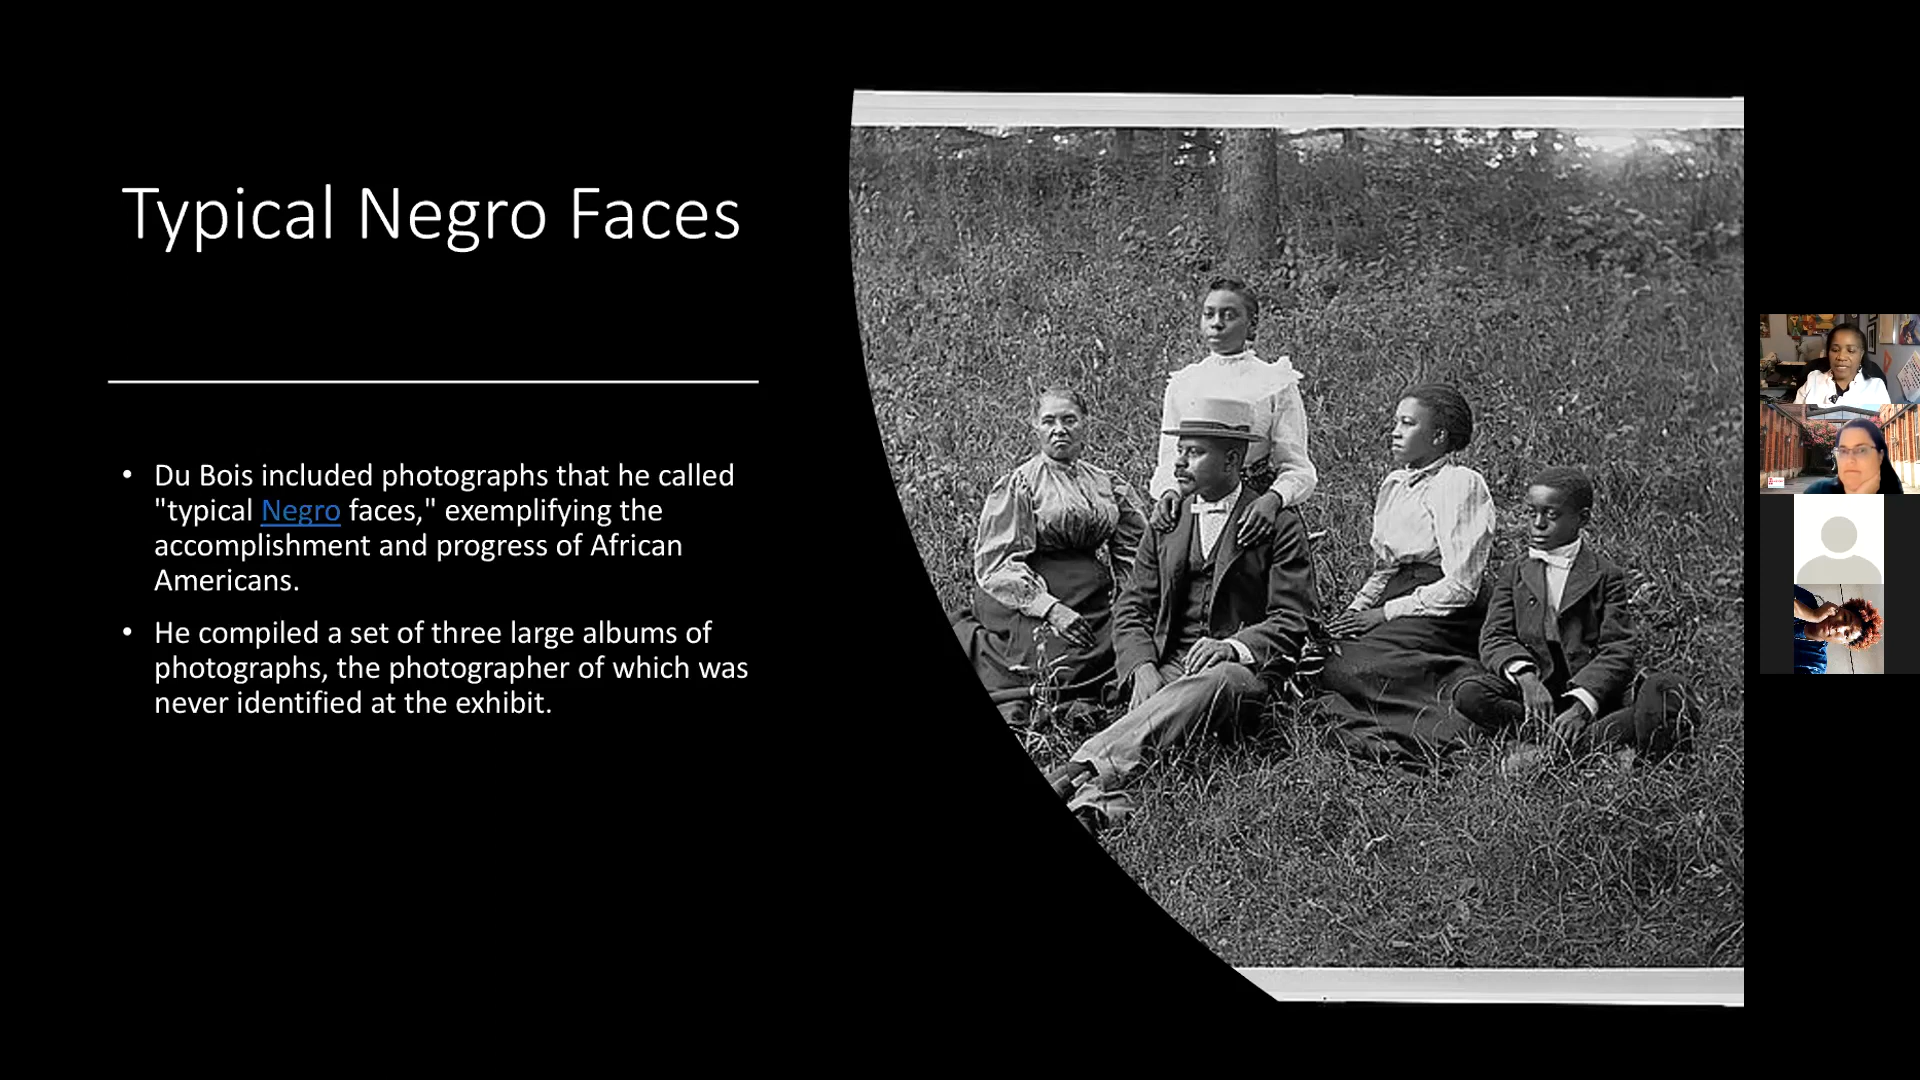 Typical Negro Faces
• Du Bois included photographs that he called
"typical Negro faces," exemplifying the
accomplishment and progress of African
Americans.
• He compiled a set of three large albums of
photographs, the photographer of which was
never identified at the exhibit.